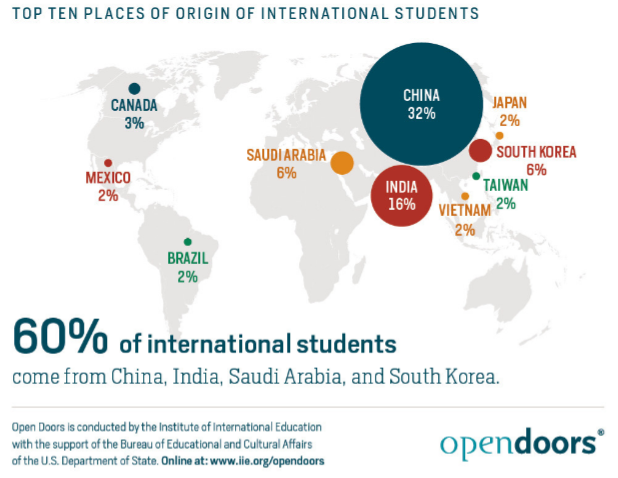 TOP TEN PLACES OF ORIGIN OF INTERNATIONAL STUDENTS
CANADA
3%
CHINA
32%
JAPAN
2%
SAUDI ARABIA
6%
SOUTH KOREA
6%
MEXICO
2%
INDIA
16%
TAIWAN
2%
VIETNAM
2%
BRAZIL
2%
60% of international students
come from China, India, Saudi Arabia, and South Korea.
Open Doors is conducted by the Institute of International Education
with the support of the Bureau of Educational and Cultural Affairs
of the U.S. Department of State. Online at: www.iie.org/opendoors
opendoors®